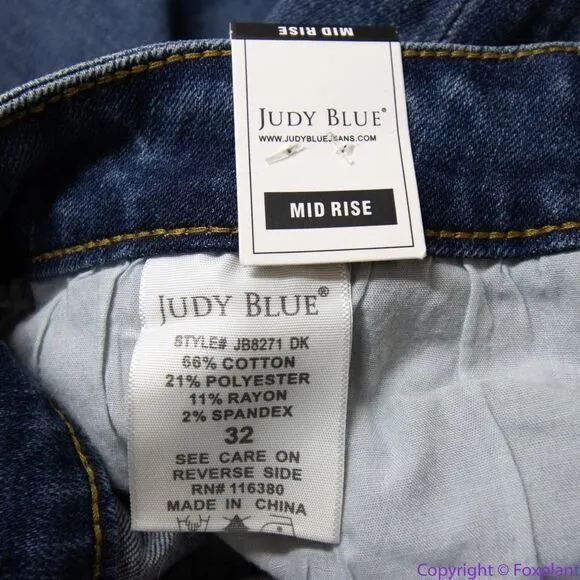 MID RISE
JUDY BLUE®
WWW.JUDYBLUEJEANS.COM
MID RISE
JUDY BLUE®
STYLE# JB8271 DK
66% COTTON
21% POLYESTER
11% RAYON
2% SPANDEX
32
SEE CARE ON
REVERSE SIDE
RN# 116380
MADE IN CHINA
Copyright © Foxplant